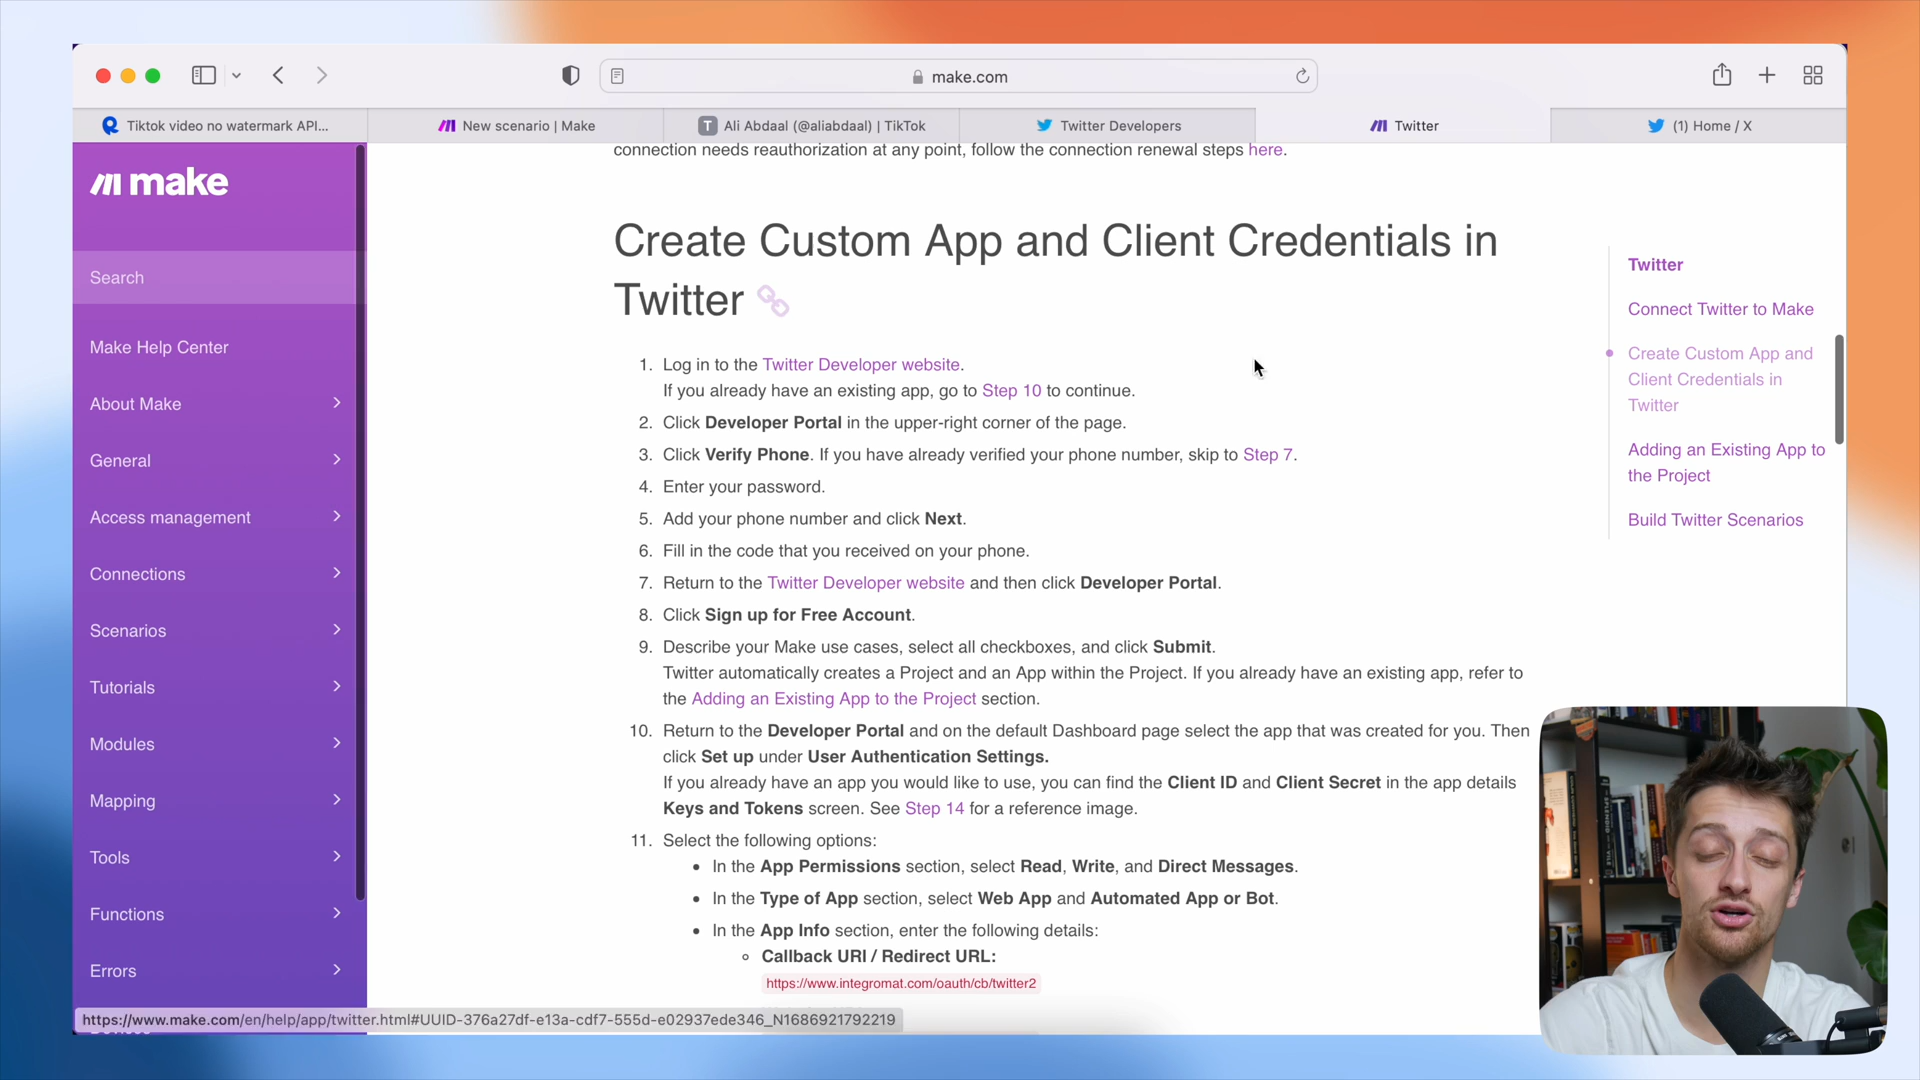 make.com
Tiktok video no watermark API...
New scenario | Make
T
Ali Abdaal (@aliabdaal) | TikTok
Twitter Developers
Twitter
(1) Home / X
make
Search
Make Help Center
About Make
General
Access management
Connections
Scenarios
Tutorials
Modules
Mapping
Tools
Functions
Errors
connection needs reauthorization at any point, follow the connection renewal steps here.
Create Custom App and Client Credentials in
Twitter
1. Log in to the Twitter Developer website.
If you already have an existing app, go to Step 10 to continue.
2. Click Developer Portal in the upper-right corner of the page.
3. Click Verify Phone. If you have already verified your phone number, skip to Step 7.
4. Enter your password.
5. Add your phone number and click Next.
6. Fill in the code that you received on your phone.
7. Return to the Twitter Developer website and then click Developer Portal.
8. Click Sign up for Free Account.
9. Describe your Make use cases, select all checkboxes, and click Submit.
Twitter automatically creates a Project and an App within the Project. If you already have an existing app, refer to
the Adding an Existing App to the Project section.
10. Return to the Developer Portal and on the default Dashboard page select the app that was created for you. Then
click Set up under User Authentication Settings.
If you already have an app you would like to use, you can find the Client ID and Client Secret in the app details
Keys and Tokens screen. See Step 14 for a reference image.
11. Select the following options:
• In the App Permissions section, select Read, Write, and Direct Messages.
• In the Type of App section, select Web App and Automated App or Bot.
• In the App Info section, enter the following details:
Callback URI / Redirect URL:
https://www.integromat.com/oauth/cb/twitter2
Twitter
Connect Twitter to Make
Create Custom App and
Client Credentials in
Twitter
Adding an Existing App to
the Project
Build Twitter Scenarios
https://www.make.com/en/help/app/twitter.html#UUID-376a27df-e13a-cdf7-555d-e02937ede346_N1686921792219